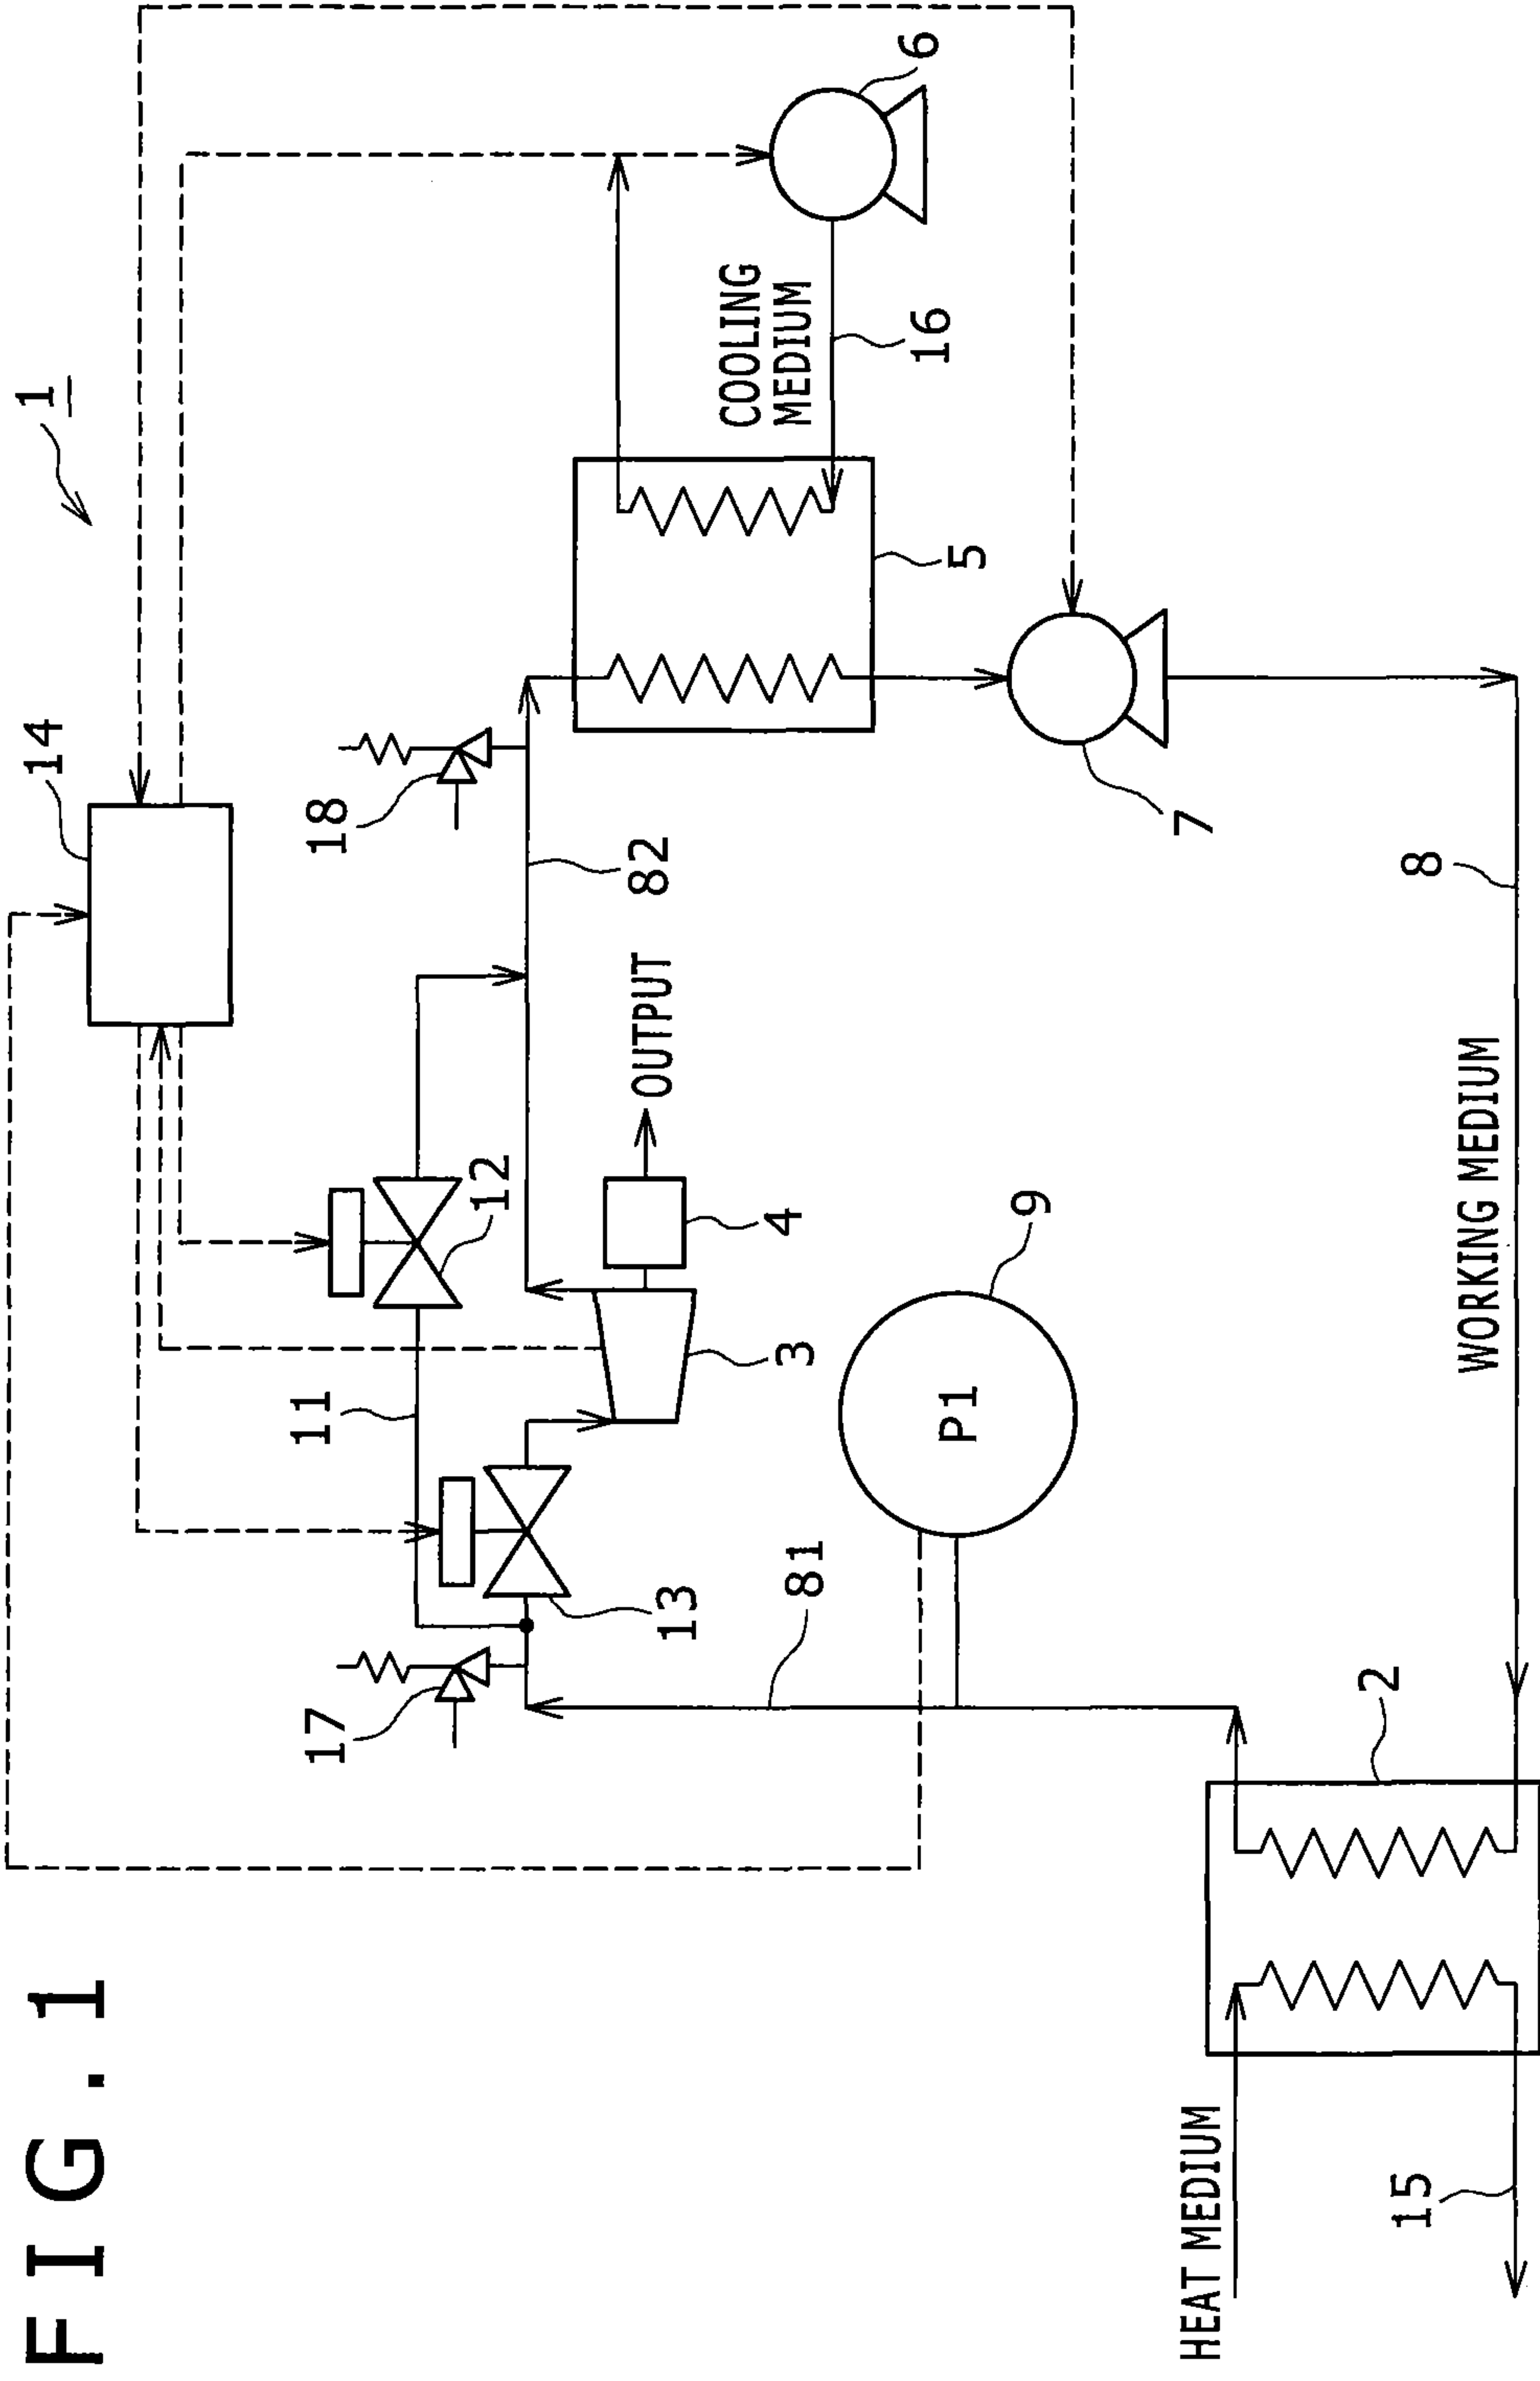 FIG. 1
1
14
17
18
11
12
13
82
OUTPUT
3
4
81
P1
9
COOLING
MEDIUM
16
6
5
7
2
8
HEAT MEDIUM
15
WORKING MEDIUM